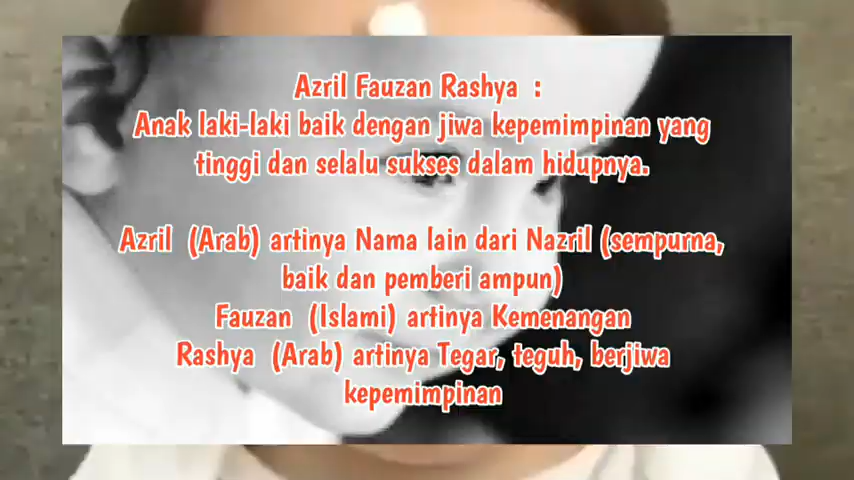 Azril Fauzan Rashya :
Anak laki-laki baik dengan jiwa kepemimpinan yang
tinggi dan selalu sukses dalam hidupnya.
Azril (Arab) artinya Nama lain dari Nazril (sempurna,
baik dan pemberi ampun)
Fauzan (Islami) artinya Kemenangan
Rashya (Arab) artinya Tegar, teguh, berjiwa
kepemimpinan